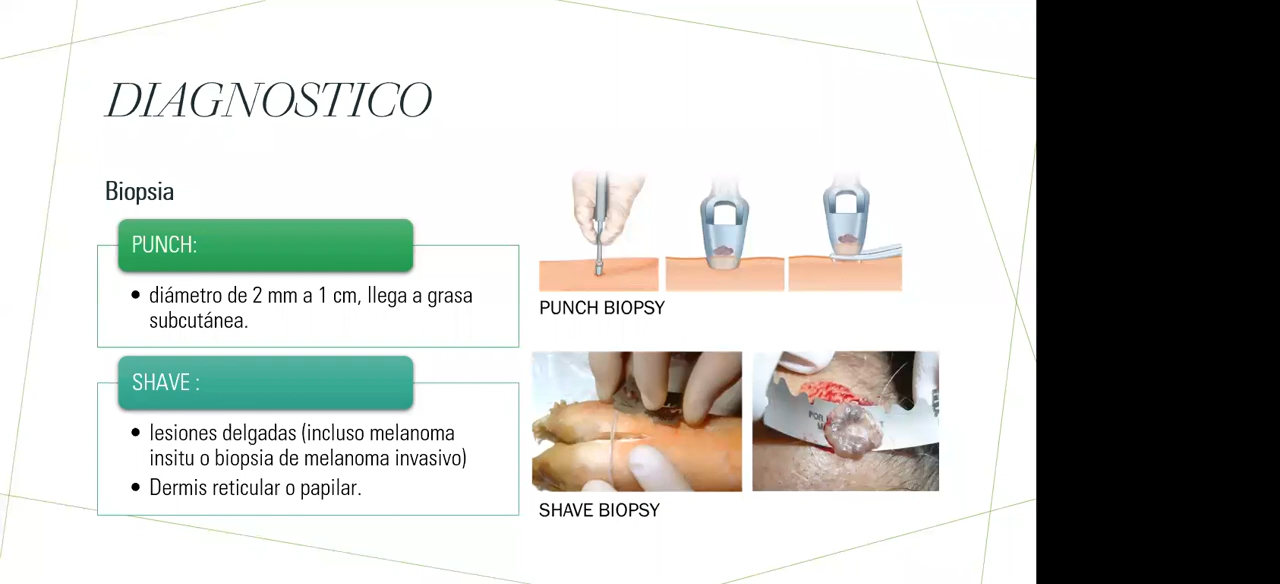 DIAGNOSTICO
Biopsia
PUNCH:
• diámetro de 2 mm a 1 cm, llega a grasa
subcutánea.
SHAVE :
• lesiones delgadas (incluso melanoma
insitu o biopsia de melanoma invasivo)
• Dermis reticular o papilar.
PUNCH BIOPSY
POR
SHAVE BIOPSY